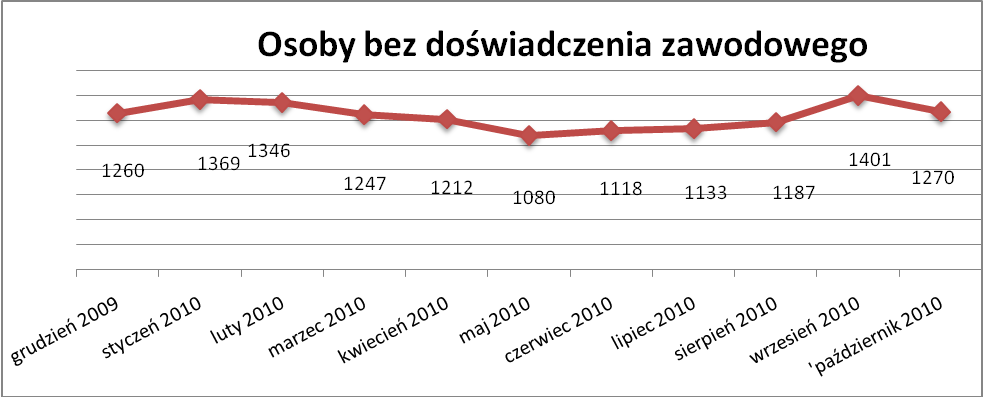 Osoby bez doświadczenia zawodowego
1260
1369
1346
1247
1212
1080
1118
1133
1187
1401
1270
grudzień 2009
styczeń 2010
luty 2010
marzec 2010
kwiecień 2010
maj 2010
czerwiec 2010
lipiec 2010
sierpień 2010
wrzesień 2010
'październik 2010